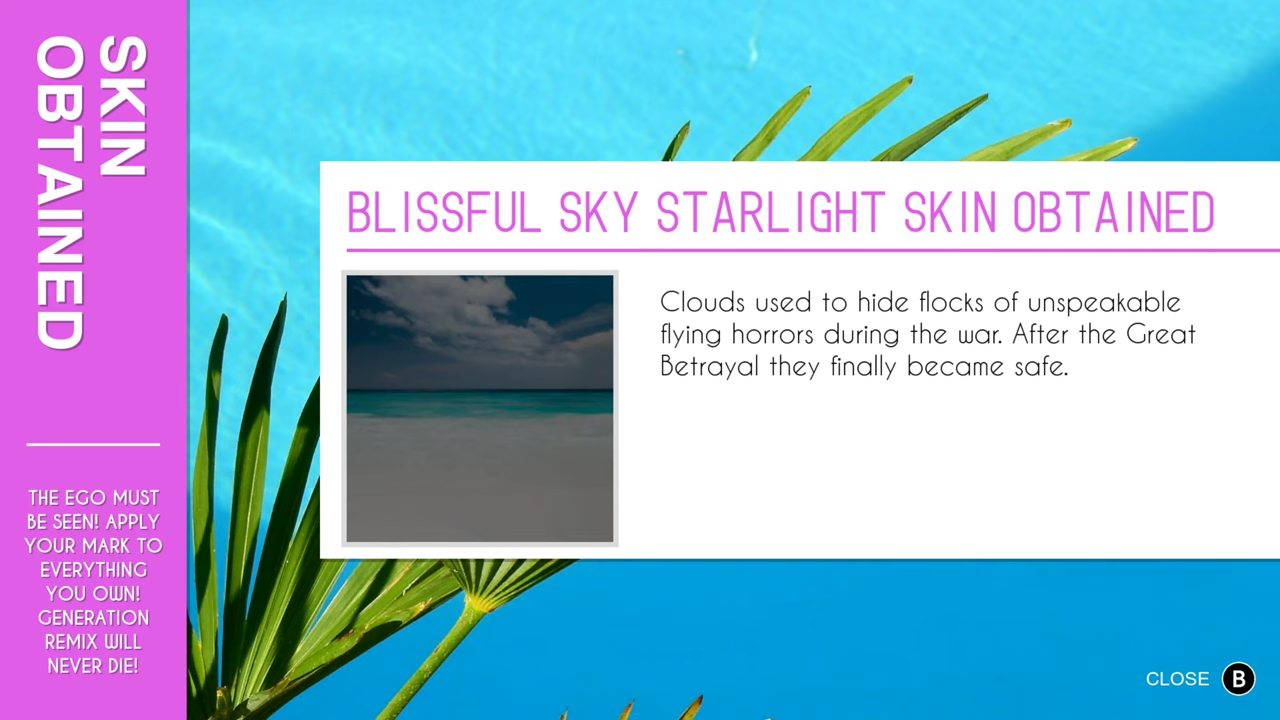 SKIN
OBTAINED
THE EGO MUST
BE SEEN! APPLY
YOUR MARK TO
EVERYTHING
YOU OWN!
GENERATION
REMIX WILL
NEVER DIE!
BLISSFUL SKY STARLIGHT SKIN OBTAINED
Clouds used to hide flocks of unspeakable
flying horrors during the war. After the Great
Betrayal they finally became safe.
CLOSE B